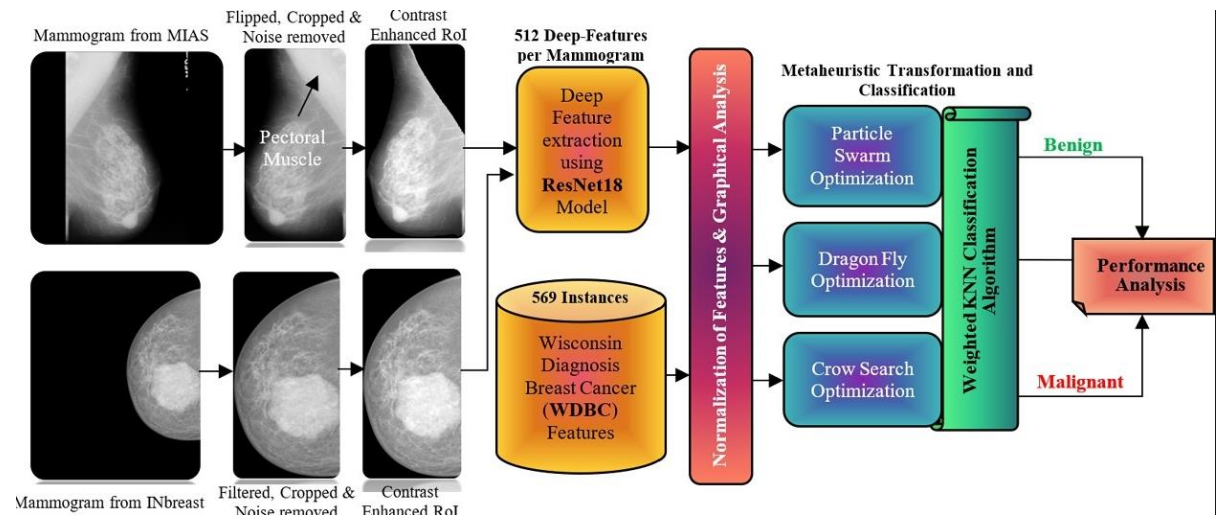 Mammogram from MIAS
Flipped, Cropped &
Noise removed
Contrast
Enhanced RoI
Pectoral
Muscle
512 Deep-Features
per Mammogram
Deep
Feature
extraction
using
ResNet18
Model
Normalization of Features & Graphical Analysis
Metaheuristic Transformation and
Classification
Particle
Swarm
Optimization
Dragon Fly
Optimization
Crow Search
Optimization
Weighted KNN Classification
Algorithm
Benign
Performance
Analysis
Malignant
569 Instances
Wisconsin
Diagnosis
Breast Cancer
(WDBC)
Features
Mammogram from INbreast
Filtered, Cropped &
Noise removed
Contrast
Enhanced RoI